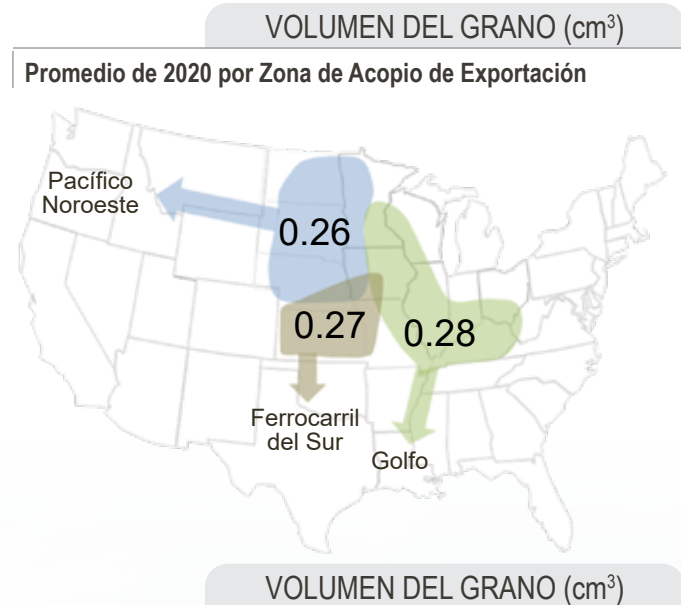 VOLUMEN DEL GRANO (cm³)
Promedio de 2020 por Zona de Acopio de Exportación
Pacífico
Noroeste
0.26
0.27
0.28
Ferrocarril
del Sur
Golfo
VOLUMEN DEL GRANO (cm³)